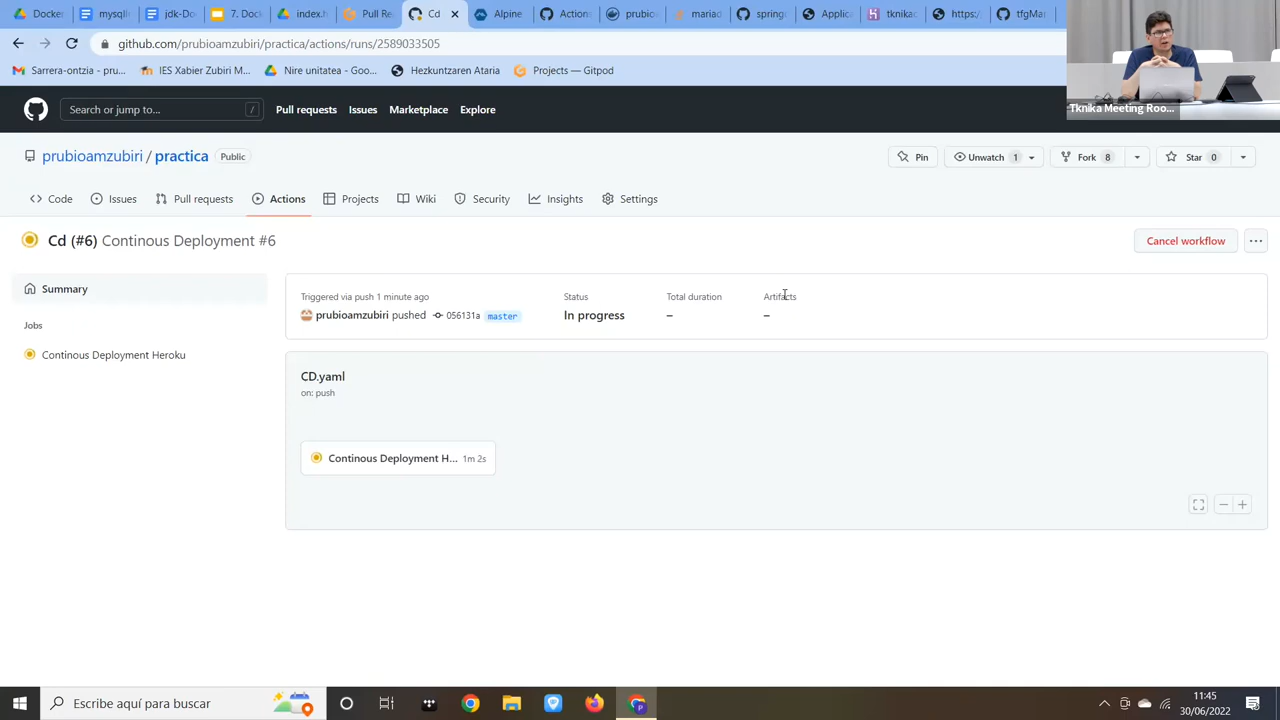 Docker
mysqln
jdk-Do
7. Dock
index.h
Pull Re
Cd
Alpine
Action
prubio
mariad
spring
Applica
tknikac
https:/
tfgMar
github.com/prubioamzubiri/practica/actions/runs/2589033505
Sarrera-ontzia - pru...
IES Xabier Zubiri M...
Nire unitatea - Goo...
Hezkuntzaren Ataria
Projects — Gitpod
Tknika Meeting Roo...
Search or jump to...
/
Pull requests
Issues
Marketplace
Explore
prubioamzubiri / practica
Public
Pin
Unwatch 1
Fork 8
Star 0
Code
Issues
Pull requests
Actions
Projects
Wiki
Security
Insights
Settings
Cd (#6) Continous Deployment #6
Cancel workflow
Summary
Jobs
Continous Deployment Heroku
Triggered via push 1 minute ago
prubioamzubiri pushed 056131a master
Status
In progress
Total duration
–
Artifacts
–
CD.yaml
on: push
Continous Deployment H... 1m 2s
Escribe aquí para buscar
11:45
30/06/2022